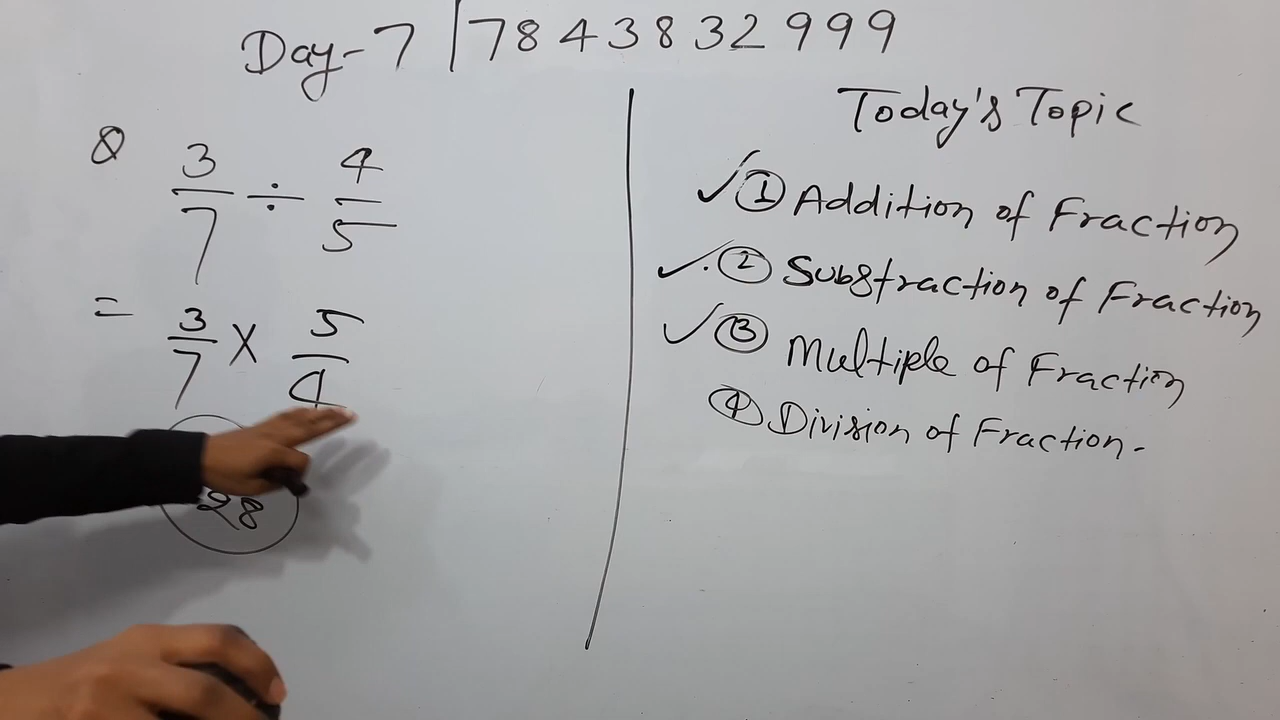 Day-7 | 7843832999
Q 3/7 ÷ 4/5
= 3/7 × 5/4
28
Today's Topic
✓ ① Addition of Fraction
✓ ② Substraction of Fraction
✓ ③ Multiple of Fraction
④ Division of Fraction-